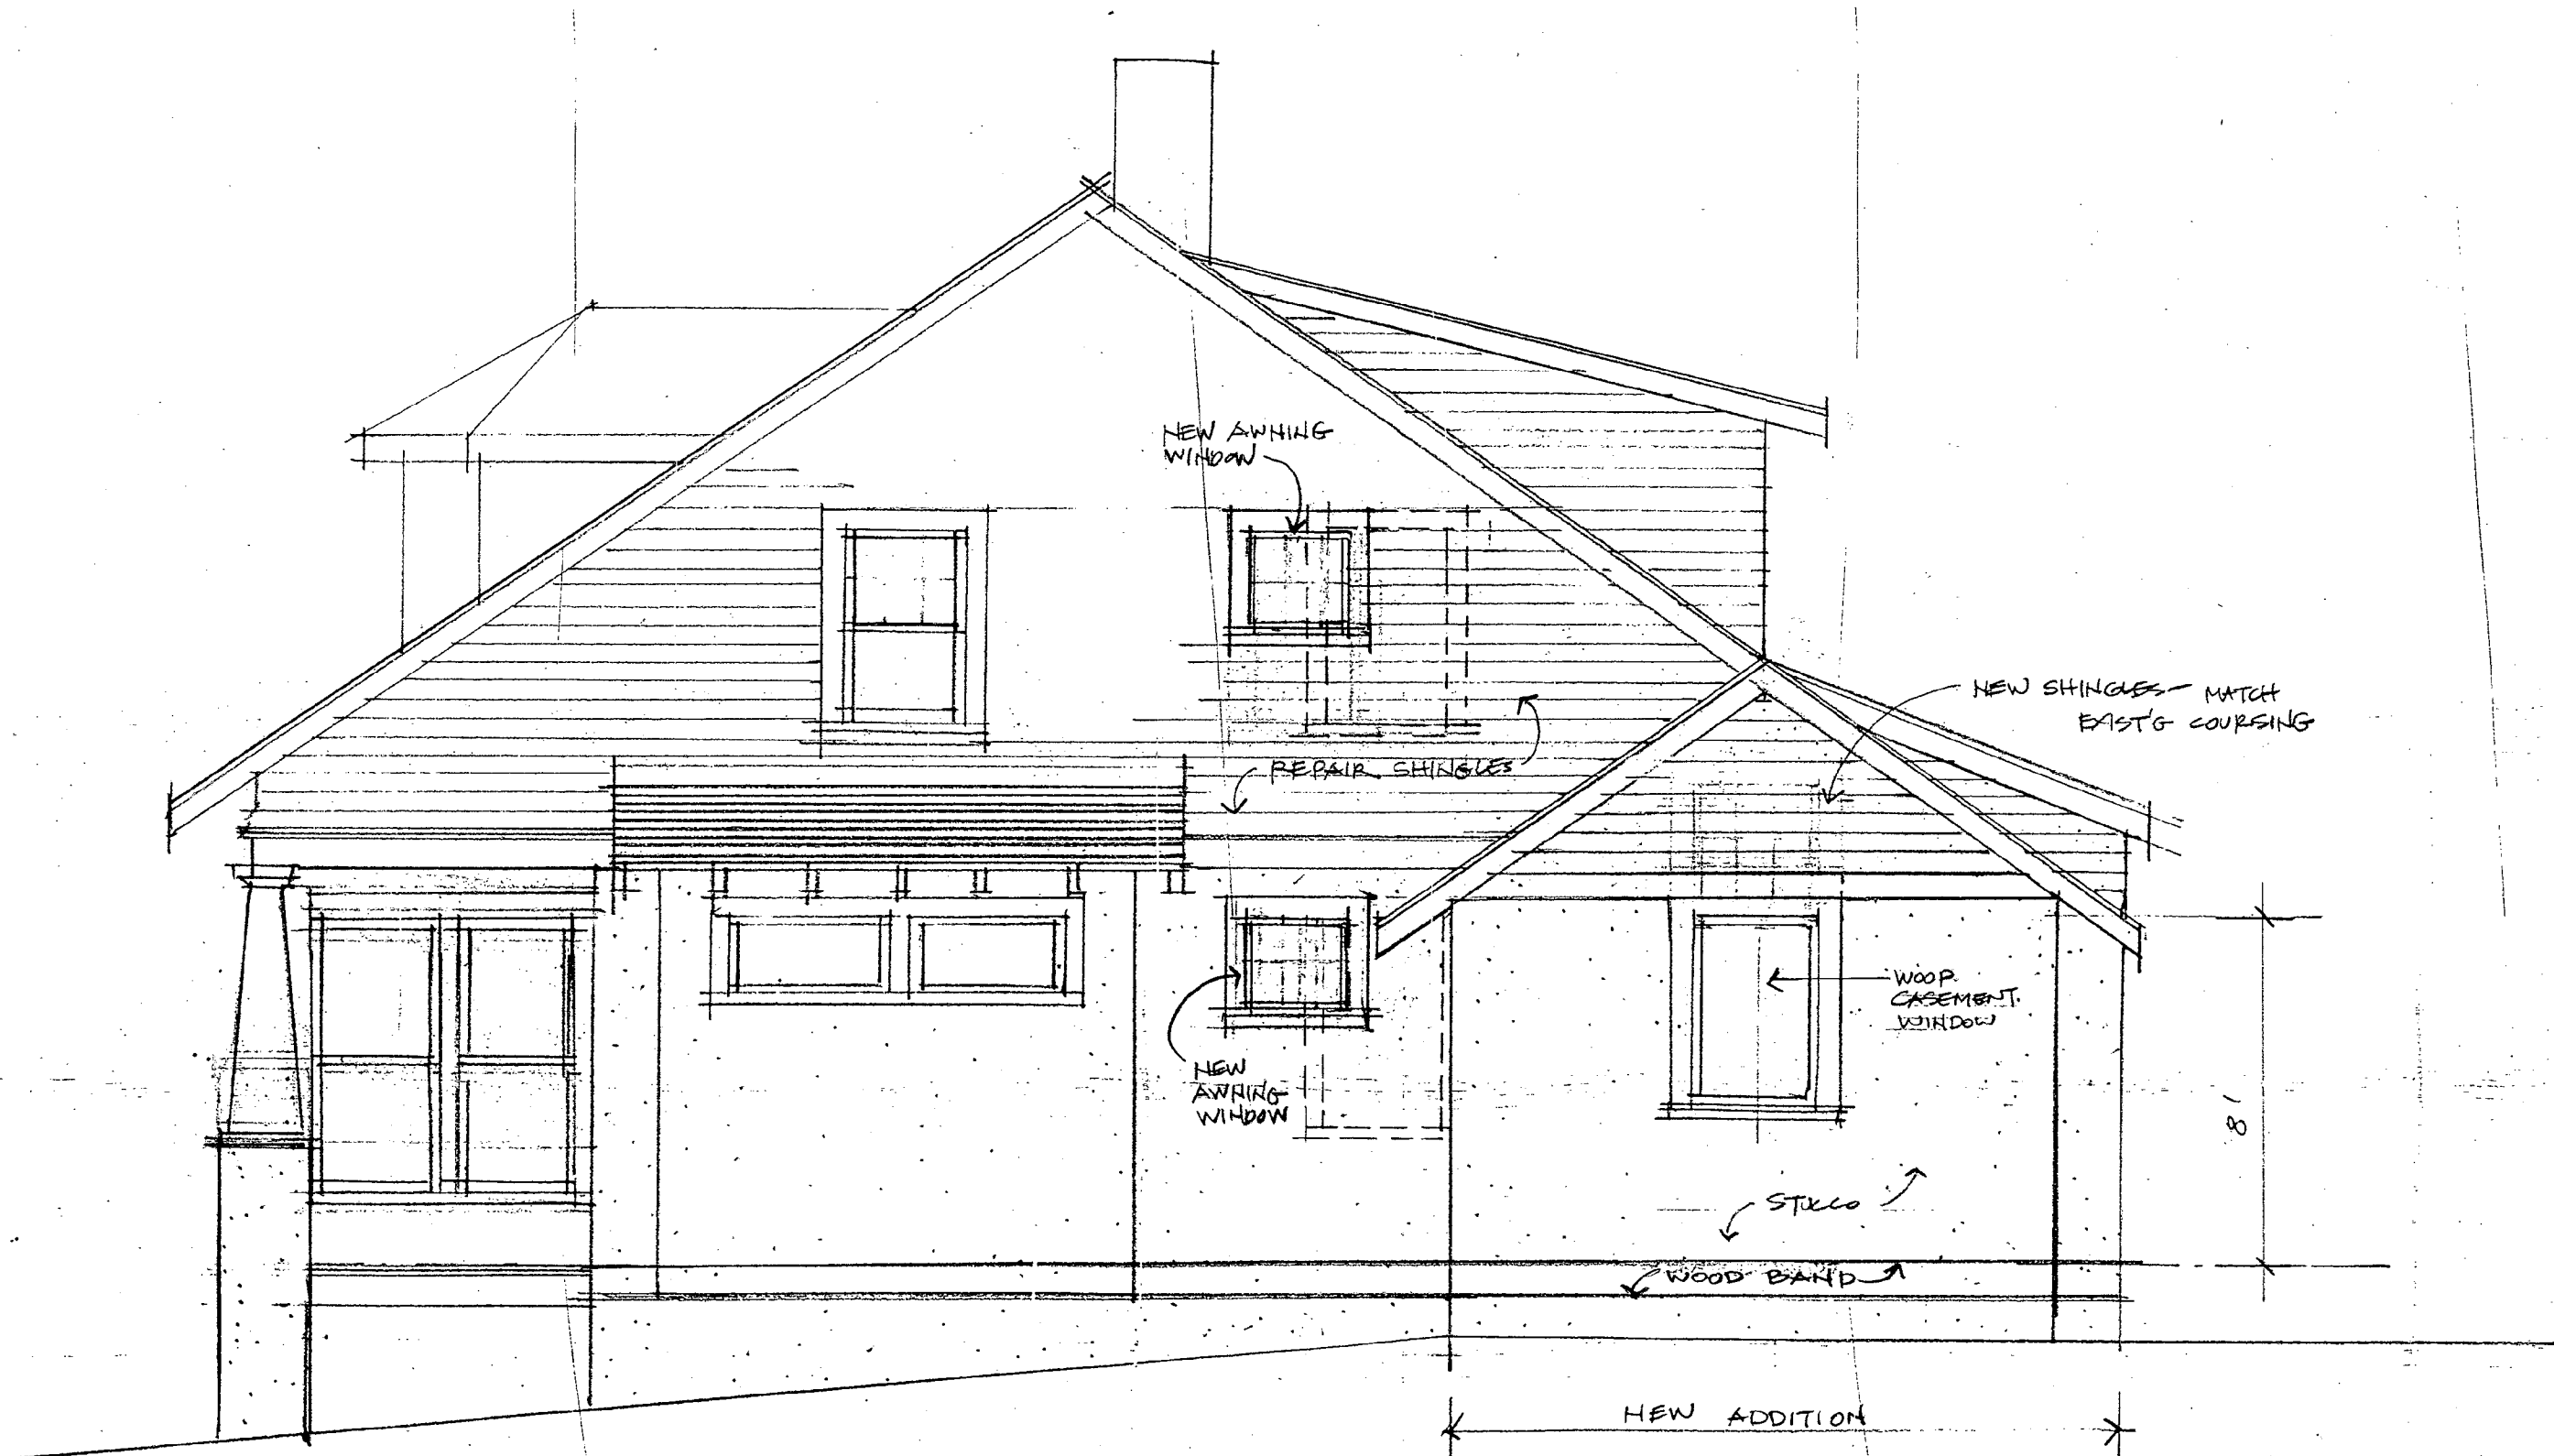 NEW AWNING
WINDOW
NEW SHINGLES - MATCH
EXIST'G COURSING
REPAIR SHINGLES
WOOD
CASEMENT
WINDOW
NEW
AWNING
WINDOW
8'
STUCCO
WOOD BAND
NEW ADDITION